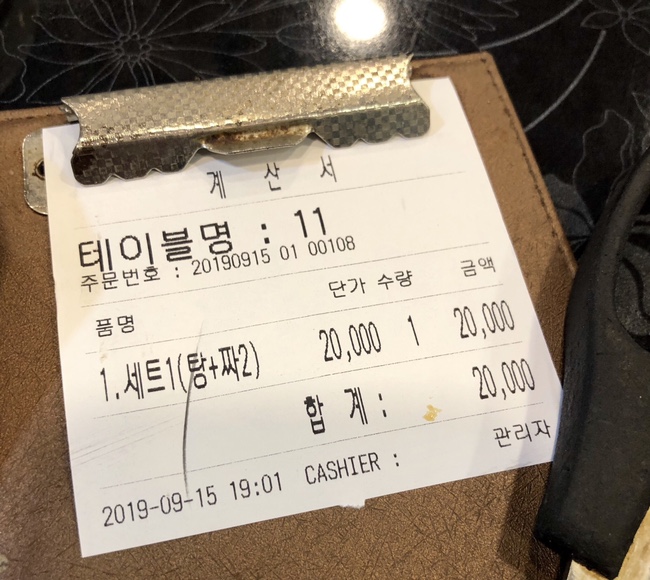 계 산 서
테이블명 : 11
주문번호 : 20190915 01 00108
품명 단가 수량 금액
1.세트1(탕+짜2) 20,000 1 20,000
합 계 : 20,000
2019-09-15 19:01 CASHIER : 관리자